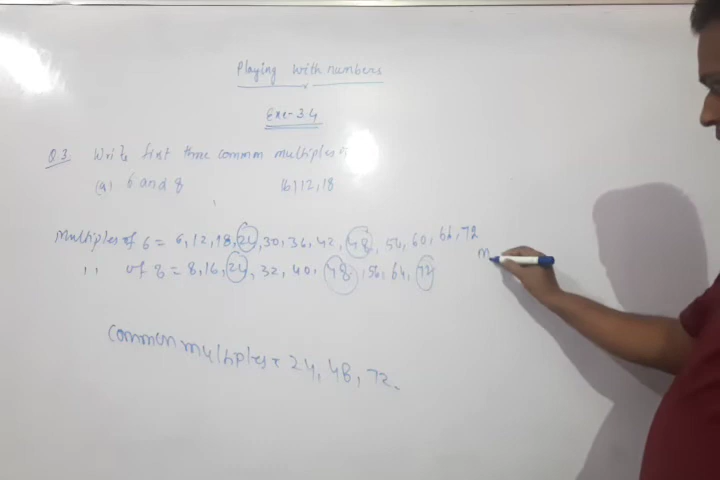 Playing with numbers
Exe-3.4
Q.3. Write first three common multiples of
(a) 6 and 8 (b) 12, 18
Multiples of 6 = 6, 12, 18, 24, 30, 36, 42, 48, 54, 60, 66, 72
,, of 8 = 8, 16, 24, 32, 40, 48, 56, 64, 72
M
Common multiples = 24, 48, 72.